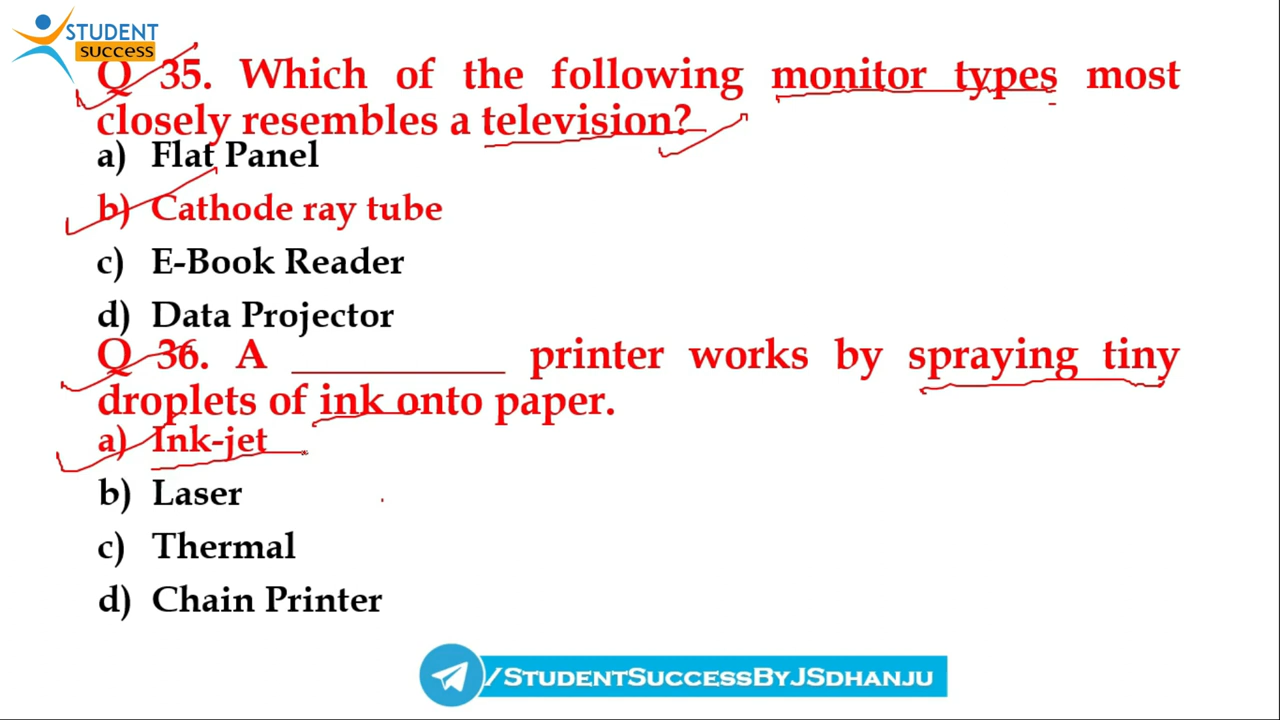 STUDENT
success
Q 35. Which of the following monitor types most
closely resembles a television?
a) Flat Panel
b) Cathode ray tube
c) E-Book Reader
d) Data Projector
Q 36. A ___________ printer works by spraying tiny
droplets of ink onto paper.
a) Ink-jet
b) Laser
c) Thermal
d) Chain Printer
/StudentSuccessByJSdhanju